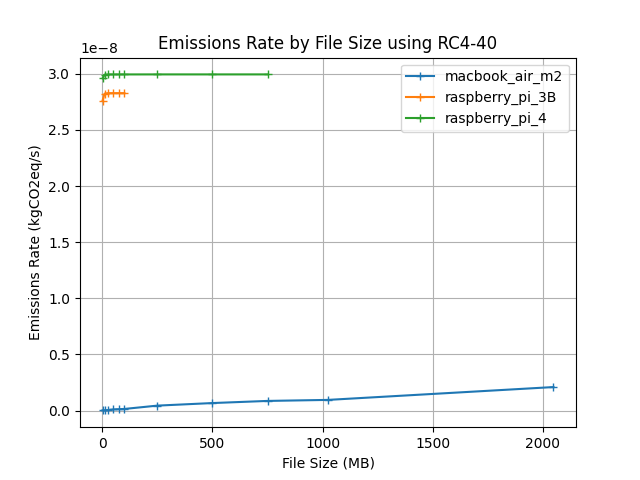 Emissions Rate by File Size using RC4-40
1e−8
macbook_air_m2
raspberry_pi_3B
raspberry_pi_4
3.0
2.5
2.0
1.5
1.0
0.5
0.0
Emissions Rate (kgCO2eq/s)
0 500 1000 1500 2000
File Size (MB)